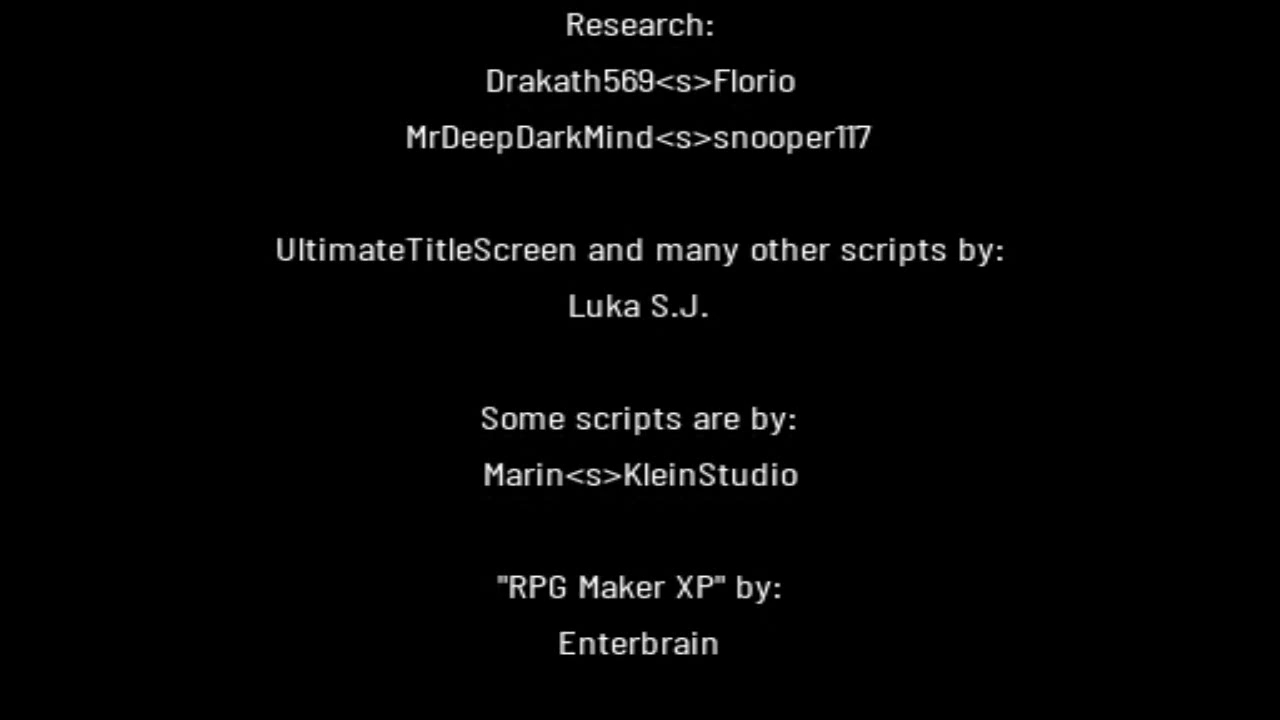 Research:
Drakath569<s>Florio
MrDeepDarkMind<s>snooper117
UltimateTitleScreen and many other scripts by:
Luka S.J.
Some scripts are by:
Marin<s>KleinStudio
"RPG Maker XP" by:
Enterbrain